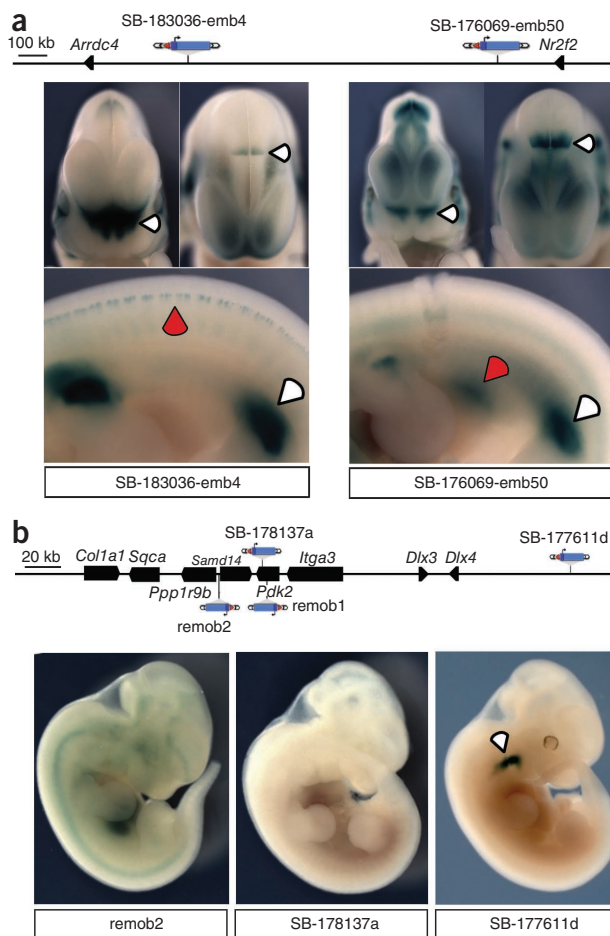 a
SB-183036-emb4
SB-176069-emb50
100 kb
Arrdc4
Nr2f2
SB-183036-emb4
SB-176069-emb50
b
SB-178137a
SB-177611d
20 kb
Col1a1
Sqca
Samd14
Itga3
Dlx3
Dlx4
Ppp1r9b
Pdk2
remob1
remob2
remob2
SB-178137a
SB-177611d